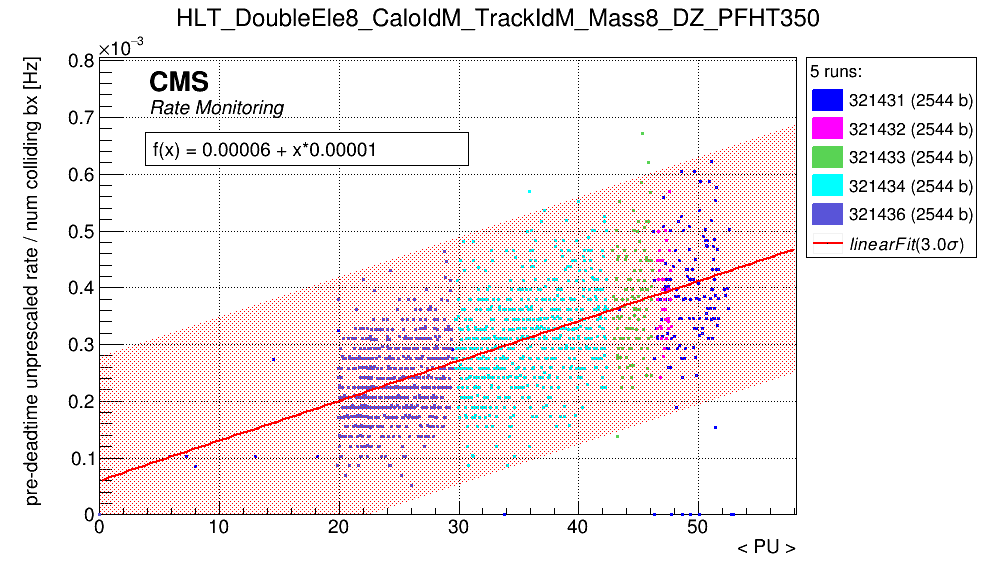 HLT_DoubleEle8_CaloIdM_TrackIdM_Mass8_DZ_PFHT350
×10⁻³
CMS
Rate Monitoring
f(x) = 0.00006 + x*0.00001
pre-deadtime unprescaled rate / num colliding bx [Hz]
0.8
0.7
0.6
0.5
0.4
0.3
0.2
0.1
0
0 10 20 30 40 50
< PU >
5 runs:
321431 (2544 b)
321432 (2544 b)
321433 (2544 b)
321434 (2544 b)
321436 (2544 b)
linearFit(3.0σ)